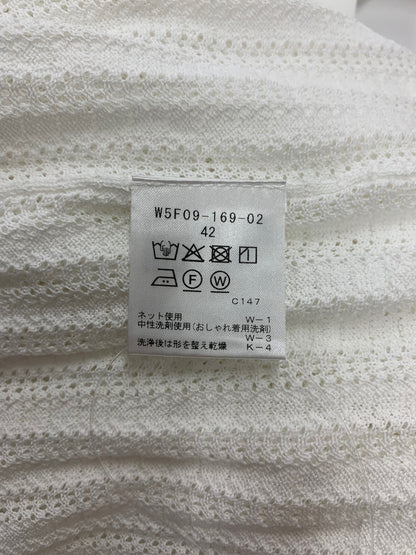 W5F09-169-02
42
C147
ネット使用 W-1
中性洗剤使用(おしゃれ着用洗剤)
W-3
洗浄後は形を整え乾燥 K-4